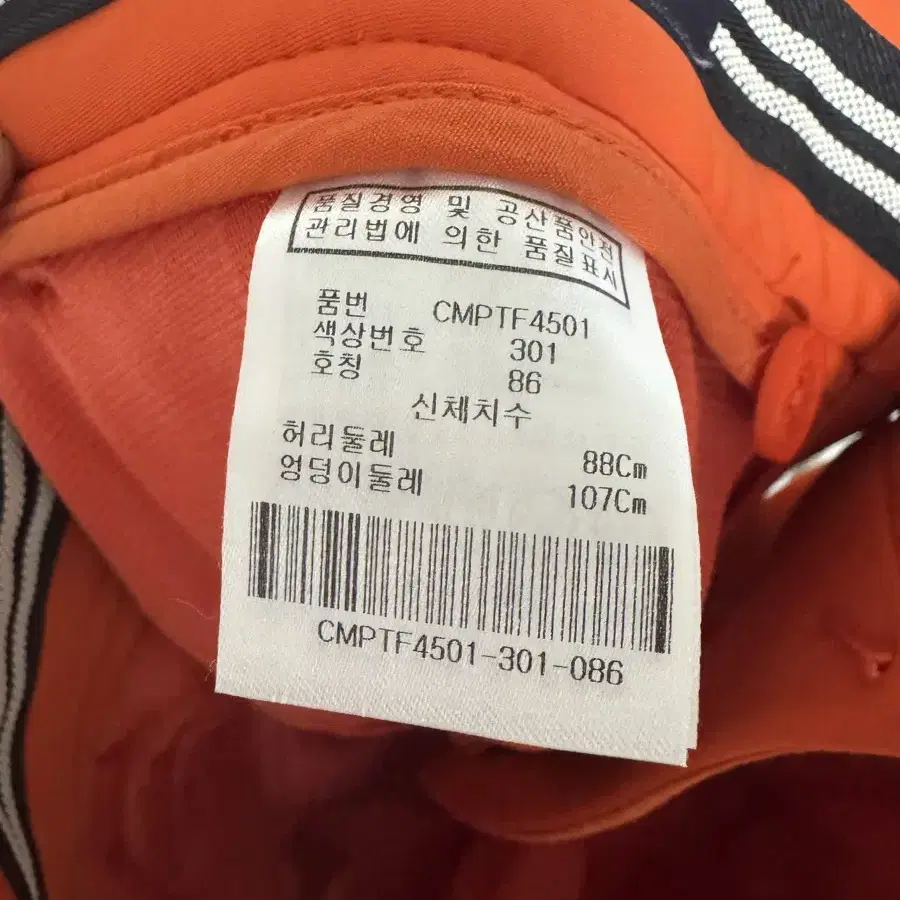 품질경영 및 공산품안전
관리법에 의한 품질표시
품번 CMPTF4501
색상번호 301
호칭 86
신체치수
허리둘레 88Cm
엉덩이둘레 107Cm
CMPTF4501-301-086